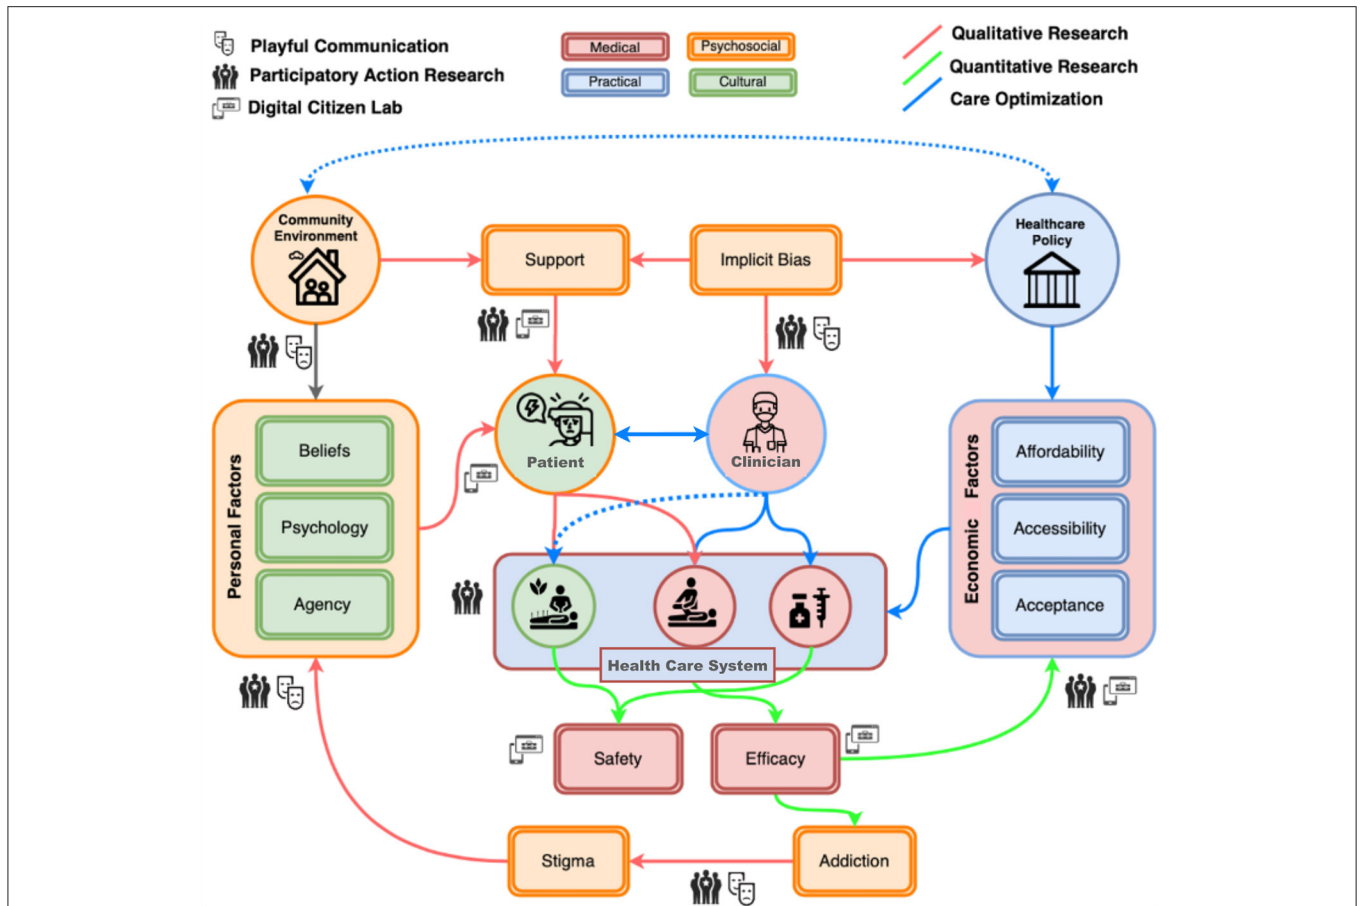 Playful Communication
Participatory Action Research
Digital Citizen Lab
Medical
Psychosocial
Practical
Cultural
Qualitative Research
Quantitative Research
Care Optimization
Community
Environment
Support
Implicit Bias
Healthcare
Policy
Personal Factors
Beliefs
Psychology
Agency
Patient
Clinician
Economic Factors
Affordability
Accessibility
Acceptance
Health Care System
Safety
Efficacy
Stigma
Addiction